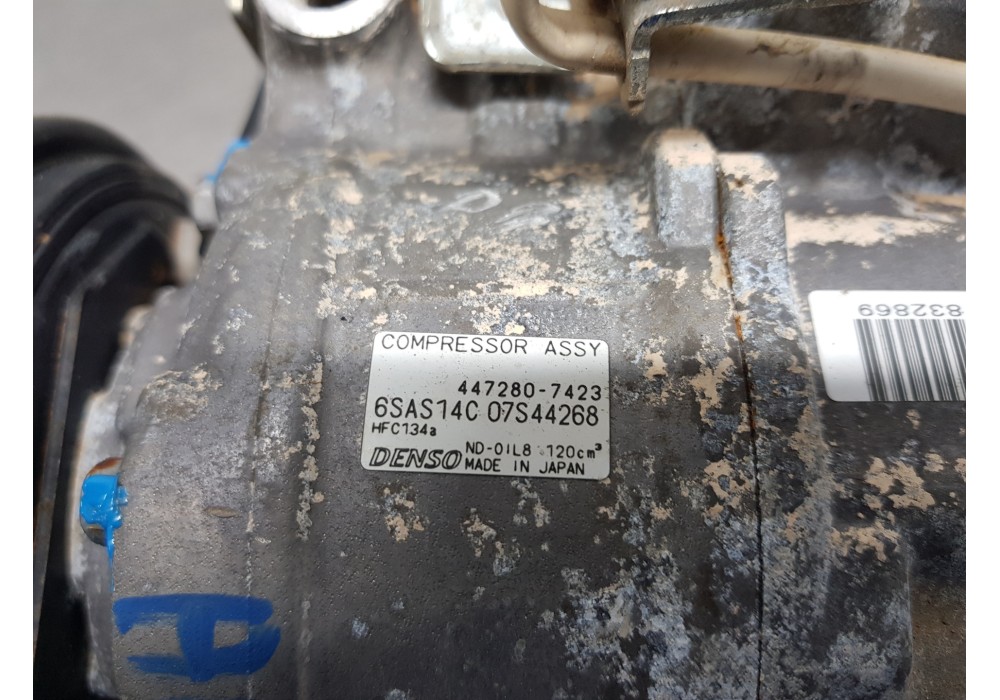 COMPRESSOR ASSY
447280-7423
6SAS14C 07S44268
HFC134a
ND-OIL8 120cm³
DENSO MADE IN JAPAN
832869